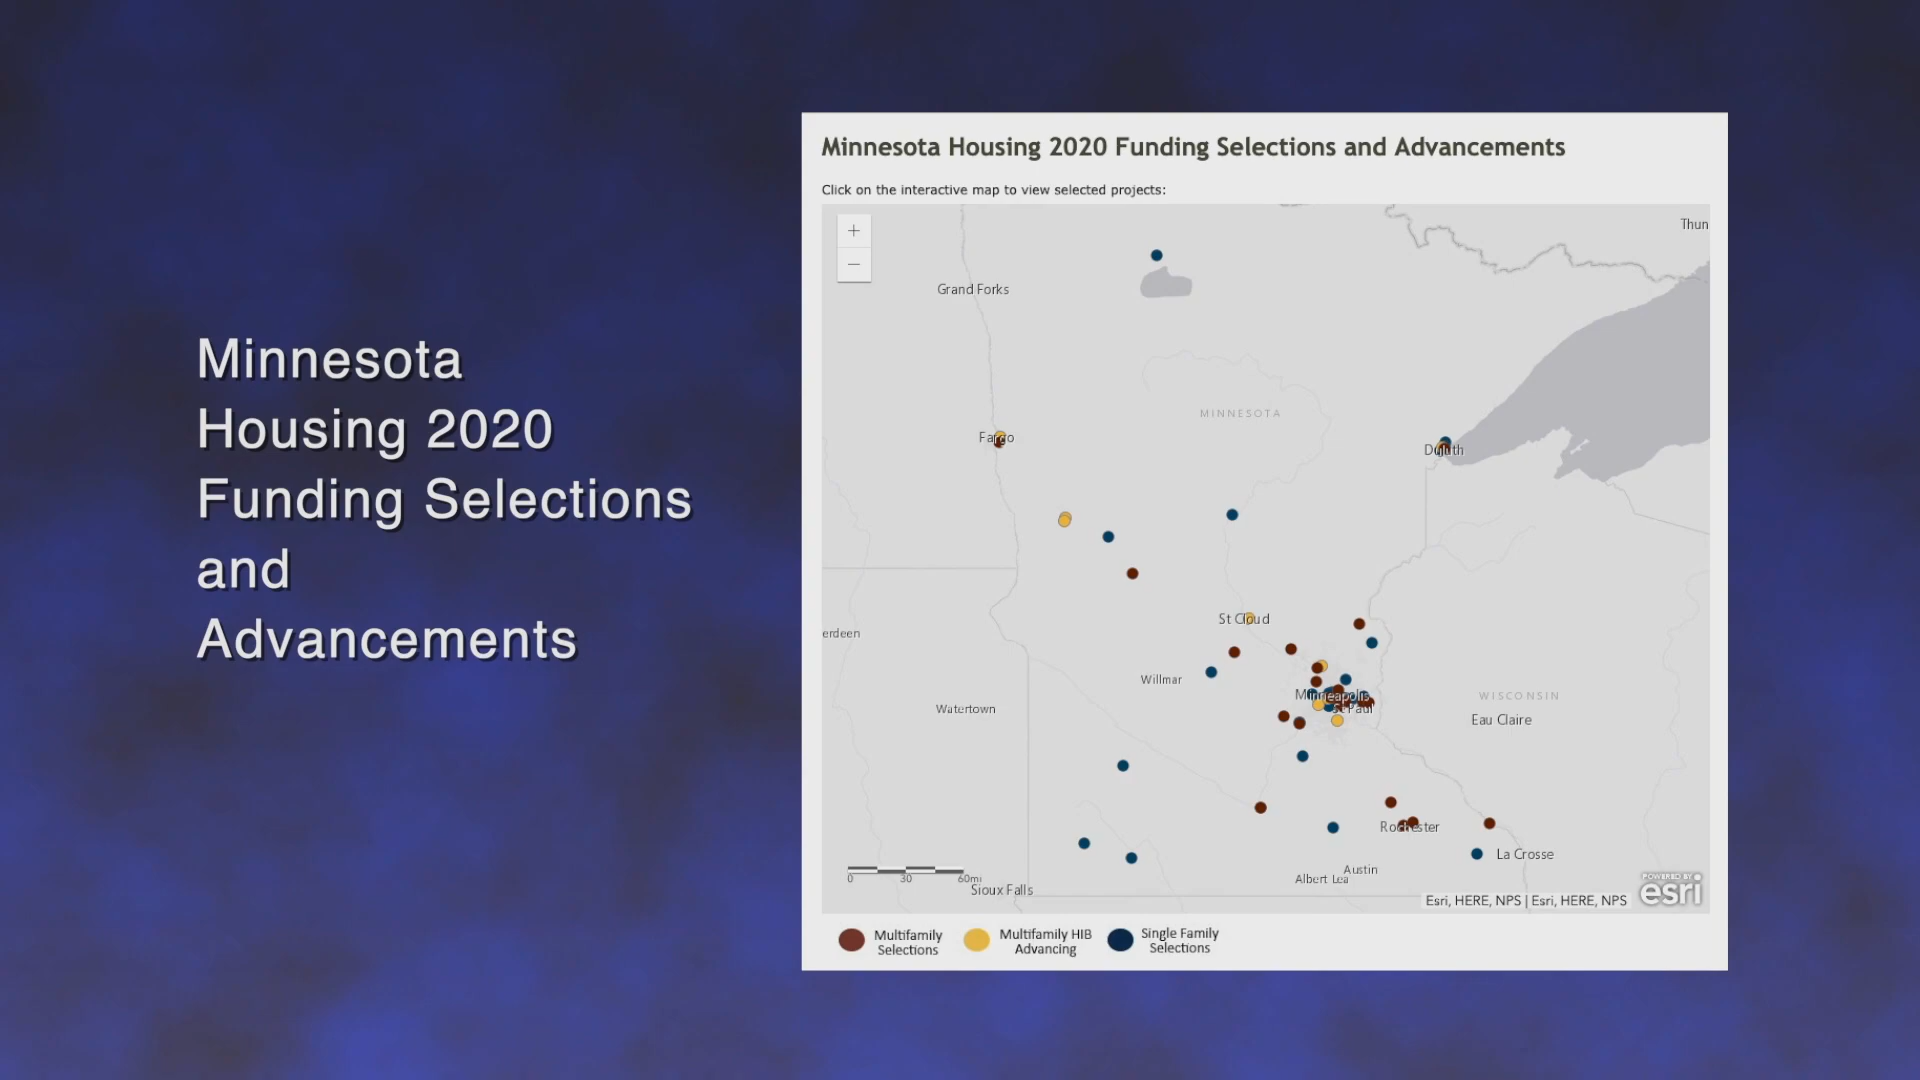 Minnesota
Housing 2020
Funding Selections
and
Advancements
Minnesota Housing 2020 Funding Selections and Advancements
Click on the interactive map to view selected projects:
+
−
Thun
Grand Forks
MINNESOTA
Fargo
Duluth
St Cloud
erdeen
Willmar
Minneapolis
WISCONSIN
Watertown
St Paul
Eau Claire
Rochester
La Crosse
Austin
Albert Lea
0 30 60mi
Sioux Falls
POWERED BY
esri
Esri, HERE, NPS | Esri, HERE, NPS
Multifamily
Selections
Multifamily HIB
Advancing
Single Family
Selections